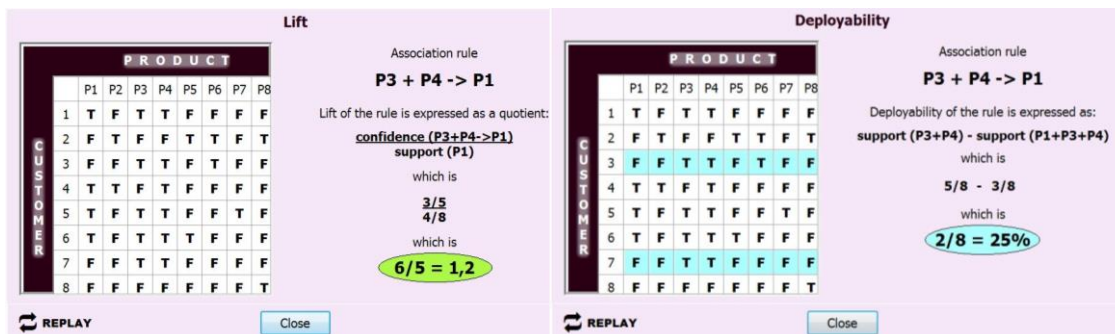 Lift
PRODUCT
CUSTOMER
P1 P2 P3 P4 P5 P6 P7 P8
1 T F T T F F F F
2 F T F F T T F T
3 F F T T F T F F
4 T T F T F F F F
5 T F T T F F T F
6 T F T T T F F F
7 F F T T F F F F
8 F F F F F F F T
Association rule
P3 + P4 -> P1
Lift of the rule is expressed as a quotient:
confidence (P3+P4->P1)
support (P1)
which is
3/5
4/8
which is
6/5 = 1,2
REPLAY
Close
Deployability
PRODUCT
CUSTOMER
P1 P2 P3 P4 P5 P6 P7 P8
1 T F T T F F F F
2 F T F F T T F T
3 F F T T F T F F
4 T T F T F F F F
5 T F T T F F T F
6 T F T T T F F F
7 F F T T F F F F
8 F F F F F F F T
Association rule
P3 + P4 -> P1
Deployability of the rule is expressed as:
support (P3+P4) - support (P1+P3+P4)
which is
5/8 - 3/8
which is
2/8 = 25%
REPLAY
Close